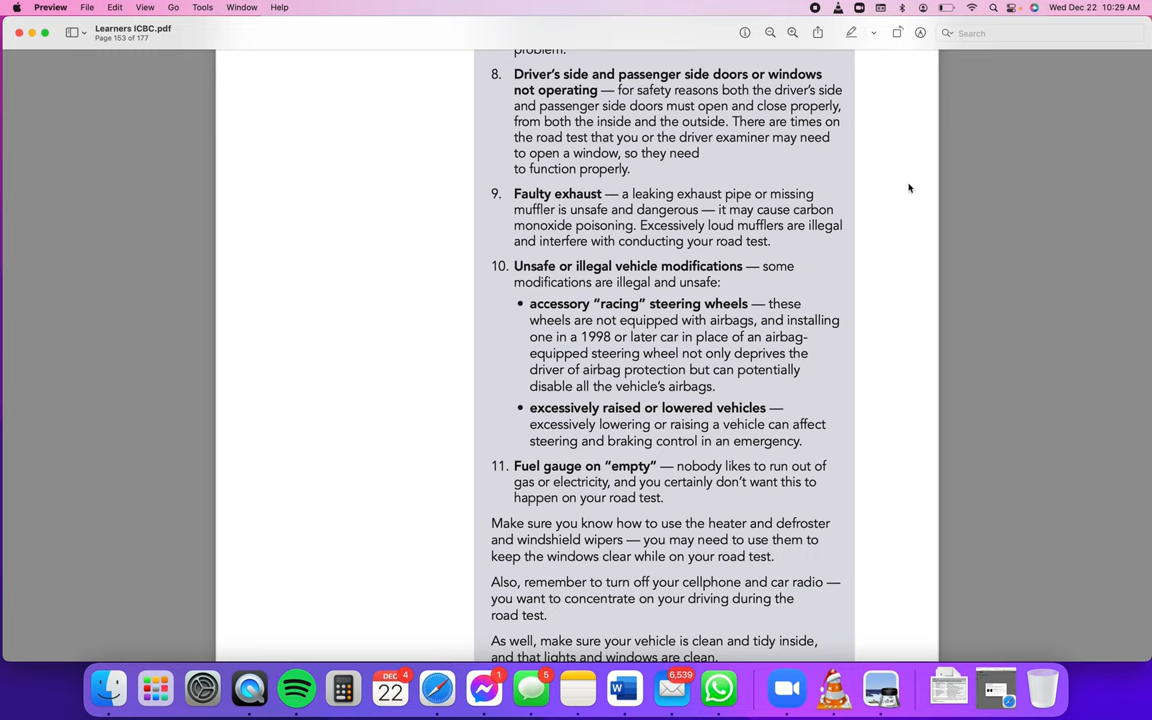 Preview File Edit View Go Tools Window Help
Wed Dec 22 10:29 AM
Learners ICBC.pdf
Page 153 of 177
Search
problem.
8. Driver's side and passenger side doors or windows
not operating — for safety reasons both the driver's side
and passenger side doors must open and close properly,
from both the inside and the outside. There are times on
the road test that you or the driver examiner may need
to open a window, so they need
to function properly.
9. Faulty exhaust — a leaking exhaust pipe or missing
muffler is unsafe and dangerous — it may cause carbon
monoxide poisoning. Excessively loud mufflers are illegal
and interfere with conducting your road test.
10. Unsafe or illegal vehicle modifications — some
modifications are illegal and unsafe:
• accessory “racing” steering wheels — these
wheels are not equipped with airbags, and installing
one in a 1998 or later car in place of an airbag-
equipped steering wheel not only deprives the
driver of airbag protection but can potentially
disable all the vehicle's airbags.
• excessively raised or lowered vehicles —
excessively lowering or raising a vehicle can affect
steering and braking control in an emergency.
11. Fuel gauge on “empty” — nobody likes to run out of
gas or electricity, and you certainly don't want this to
happen on your road test.
Make sure you know how to use the heater and defroster
and windshield wipers — you may need to use them to
keep the windows clear while on your road test.
Also, remember to turn off your cellphone and car radio —
you want to concentrate on your driving during the
road test.
As well, make sure your vehicle is clean and tidy inside,
and that lights and windows are clean.
DEC 4 1 5 6,539
22